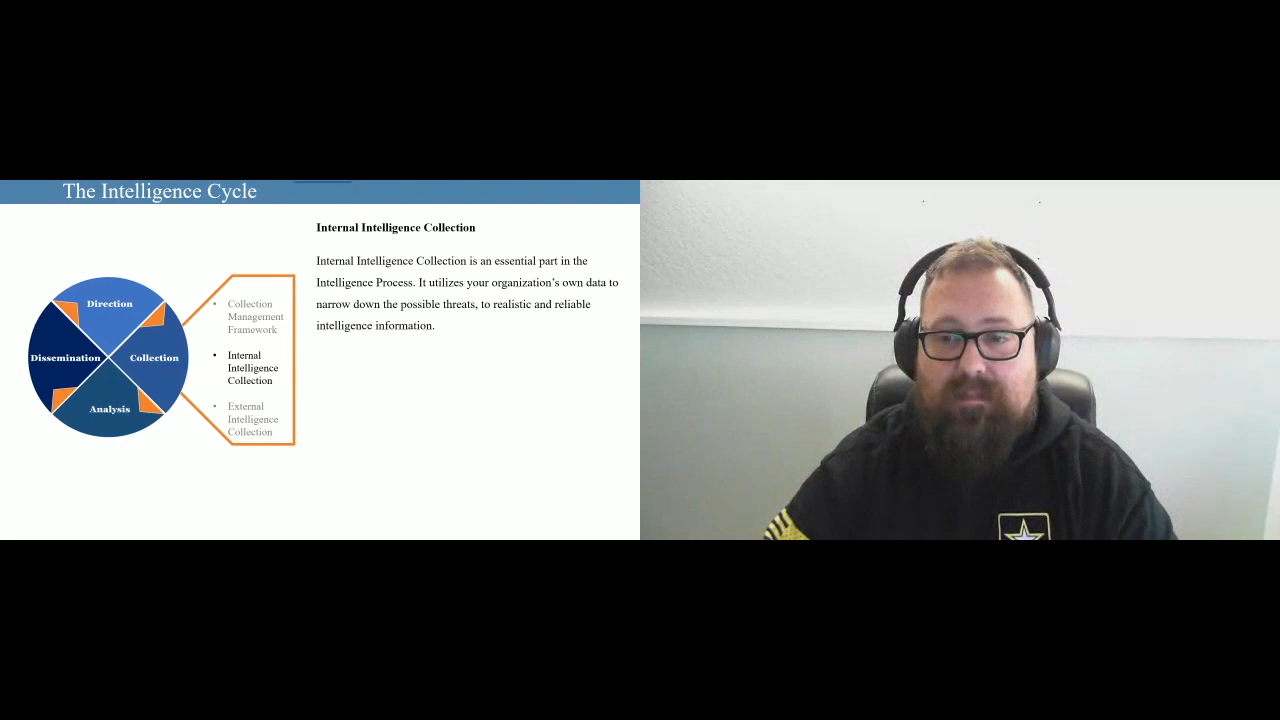 The Intelligence Cycle
Internal Intelligence Collection
Internal Intelligence Collection is an essential part in the
Intelligence Process. It utilizes your organization’s own data to
narrow down the possible threats, to realistic and reliable
intelligence information.
Direction
Dissemination
Collection
Analysis
• Collection
Management
Framework
• Internal
Intelligence
Collection
• External
Intelligence
Collection